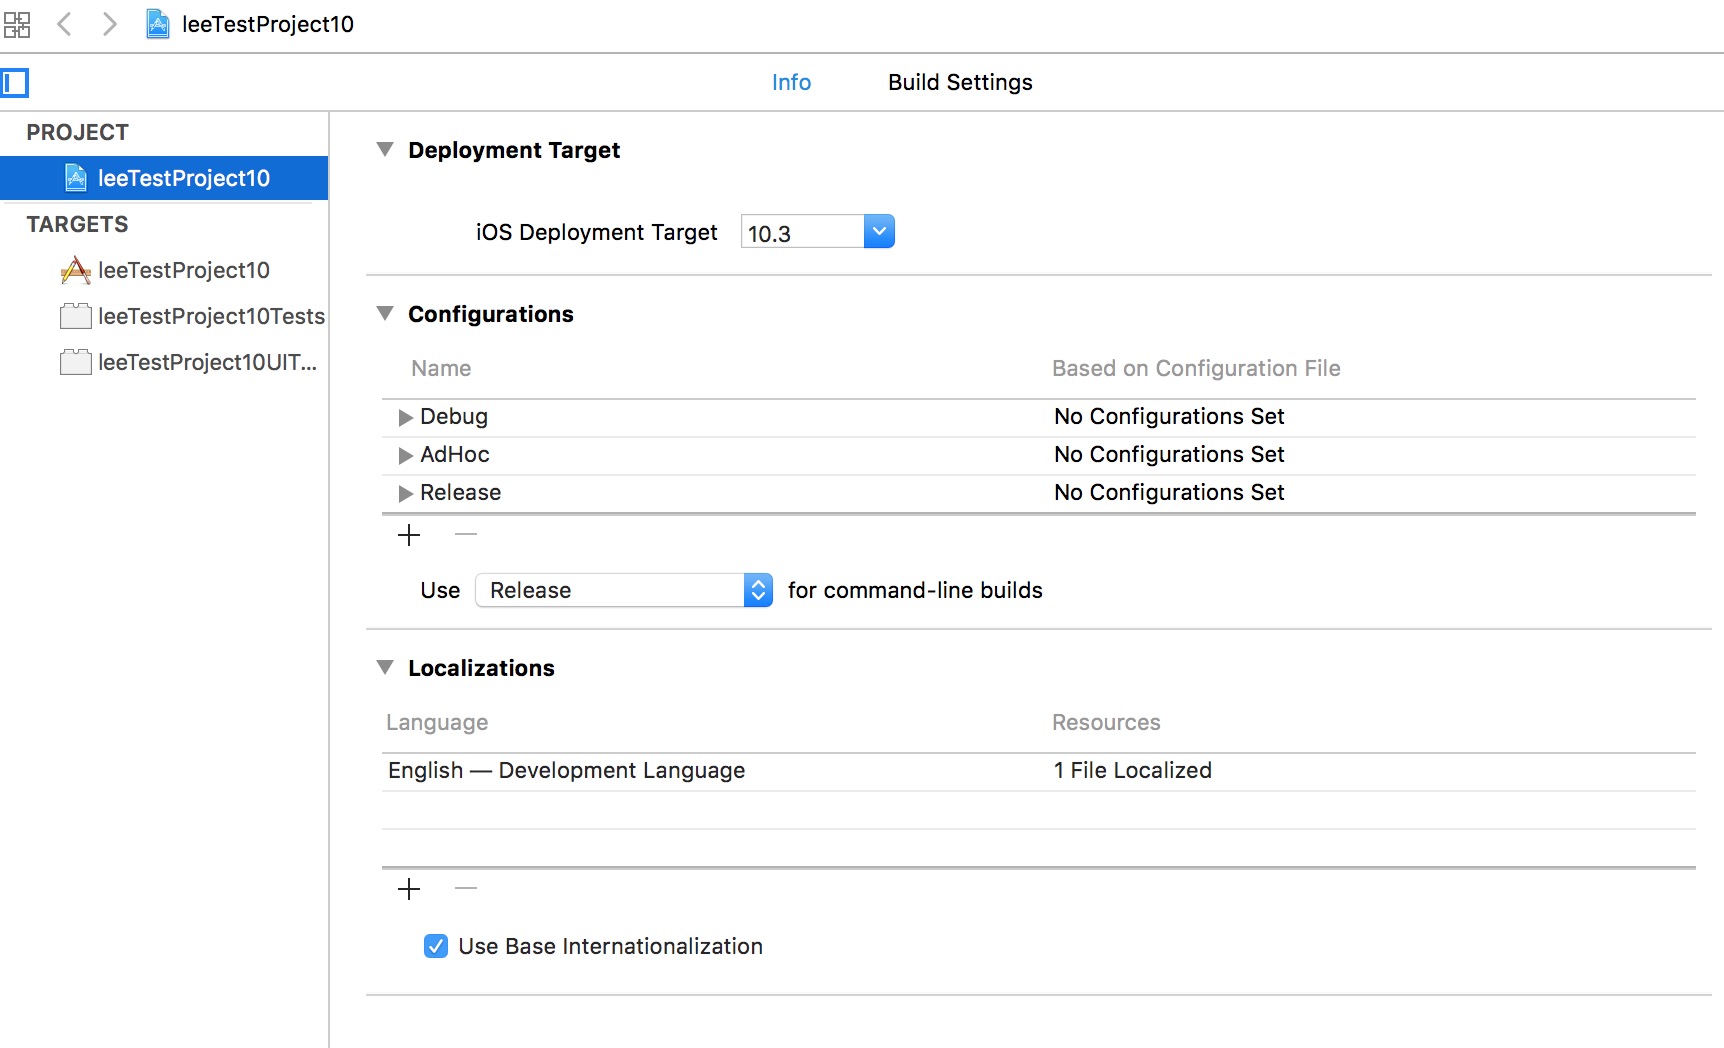 leeTestProject10
Info Build Settings
PROJECT
leeTestProject10
TARGETS
leeTestProject10
leeTestProject10Tests
leeTestProject10UIT...
Deployment Target
iOS Deployment Target 10.3
Configurations
Name Based on Configuration File
Debug No Configurations Set
AdHoc No Configurations Set
Release No Configurations Set
Use Release for command-line builds
Localizations
Language Resources
English — Development Language 1 File Localized
Use Base Internationalization